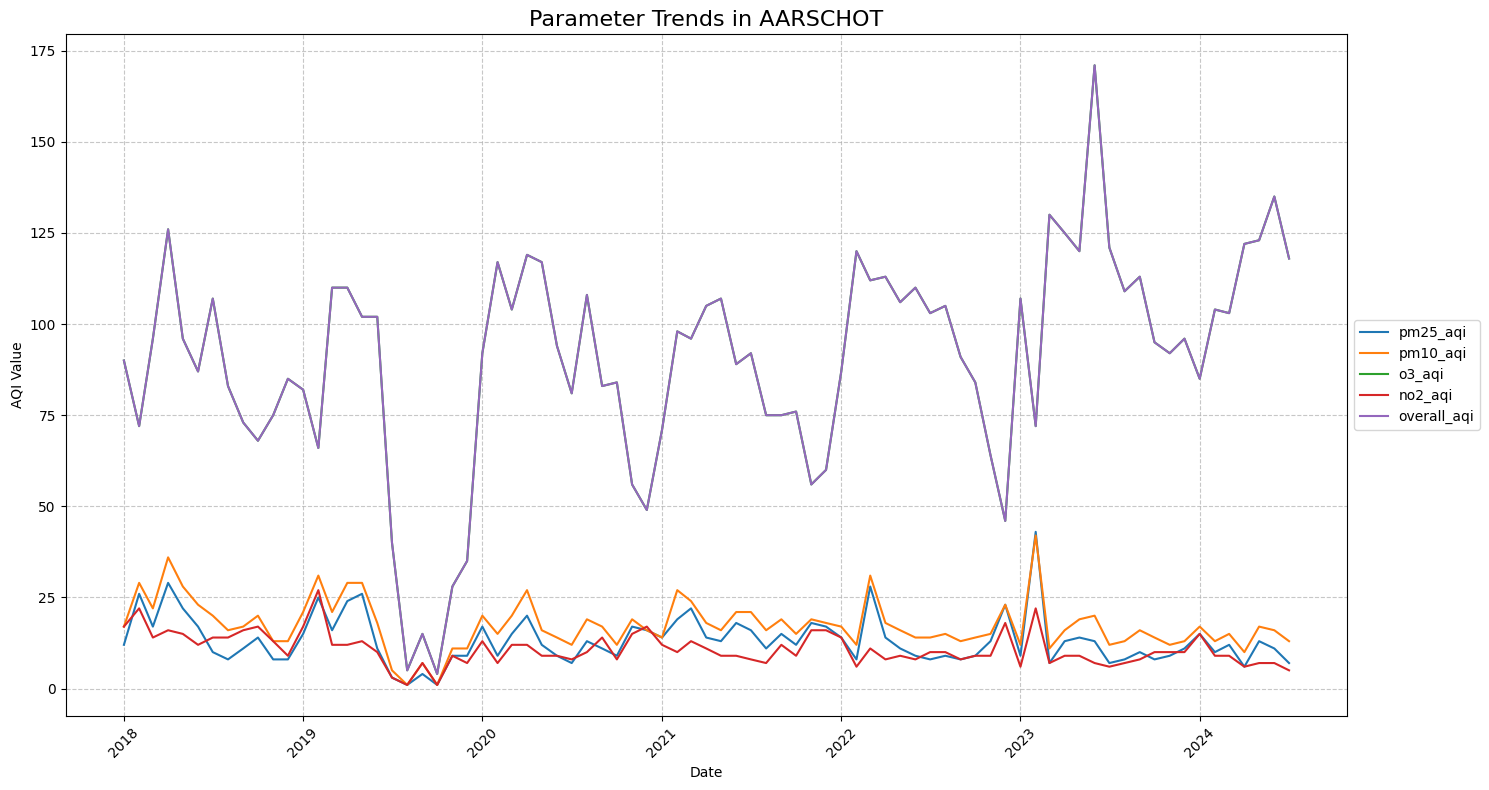 Parameter Trends in AARSCHOT
AQI Value
175
150
125
100
75
50
25
0
2018
2019
2020
2021
2022
2023
2024
Date
pm25_aqi
pm10_aqi
o3_aqi
no2_aqi
overall_aqi